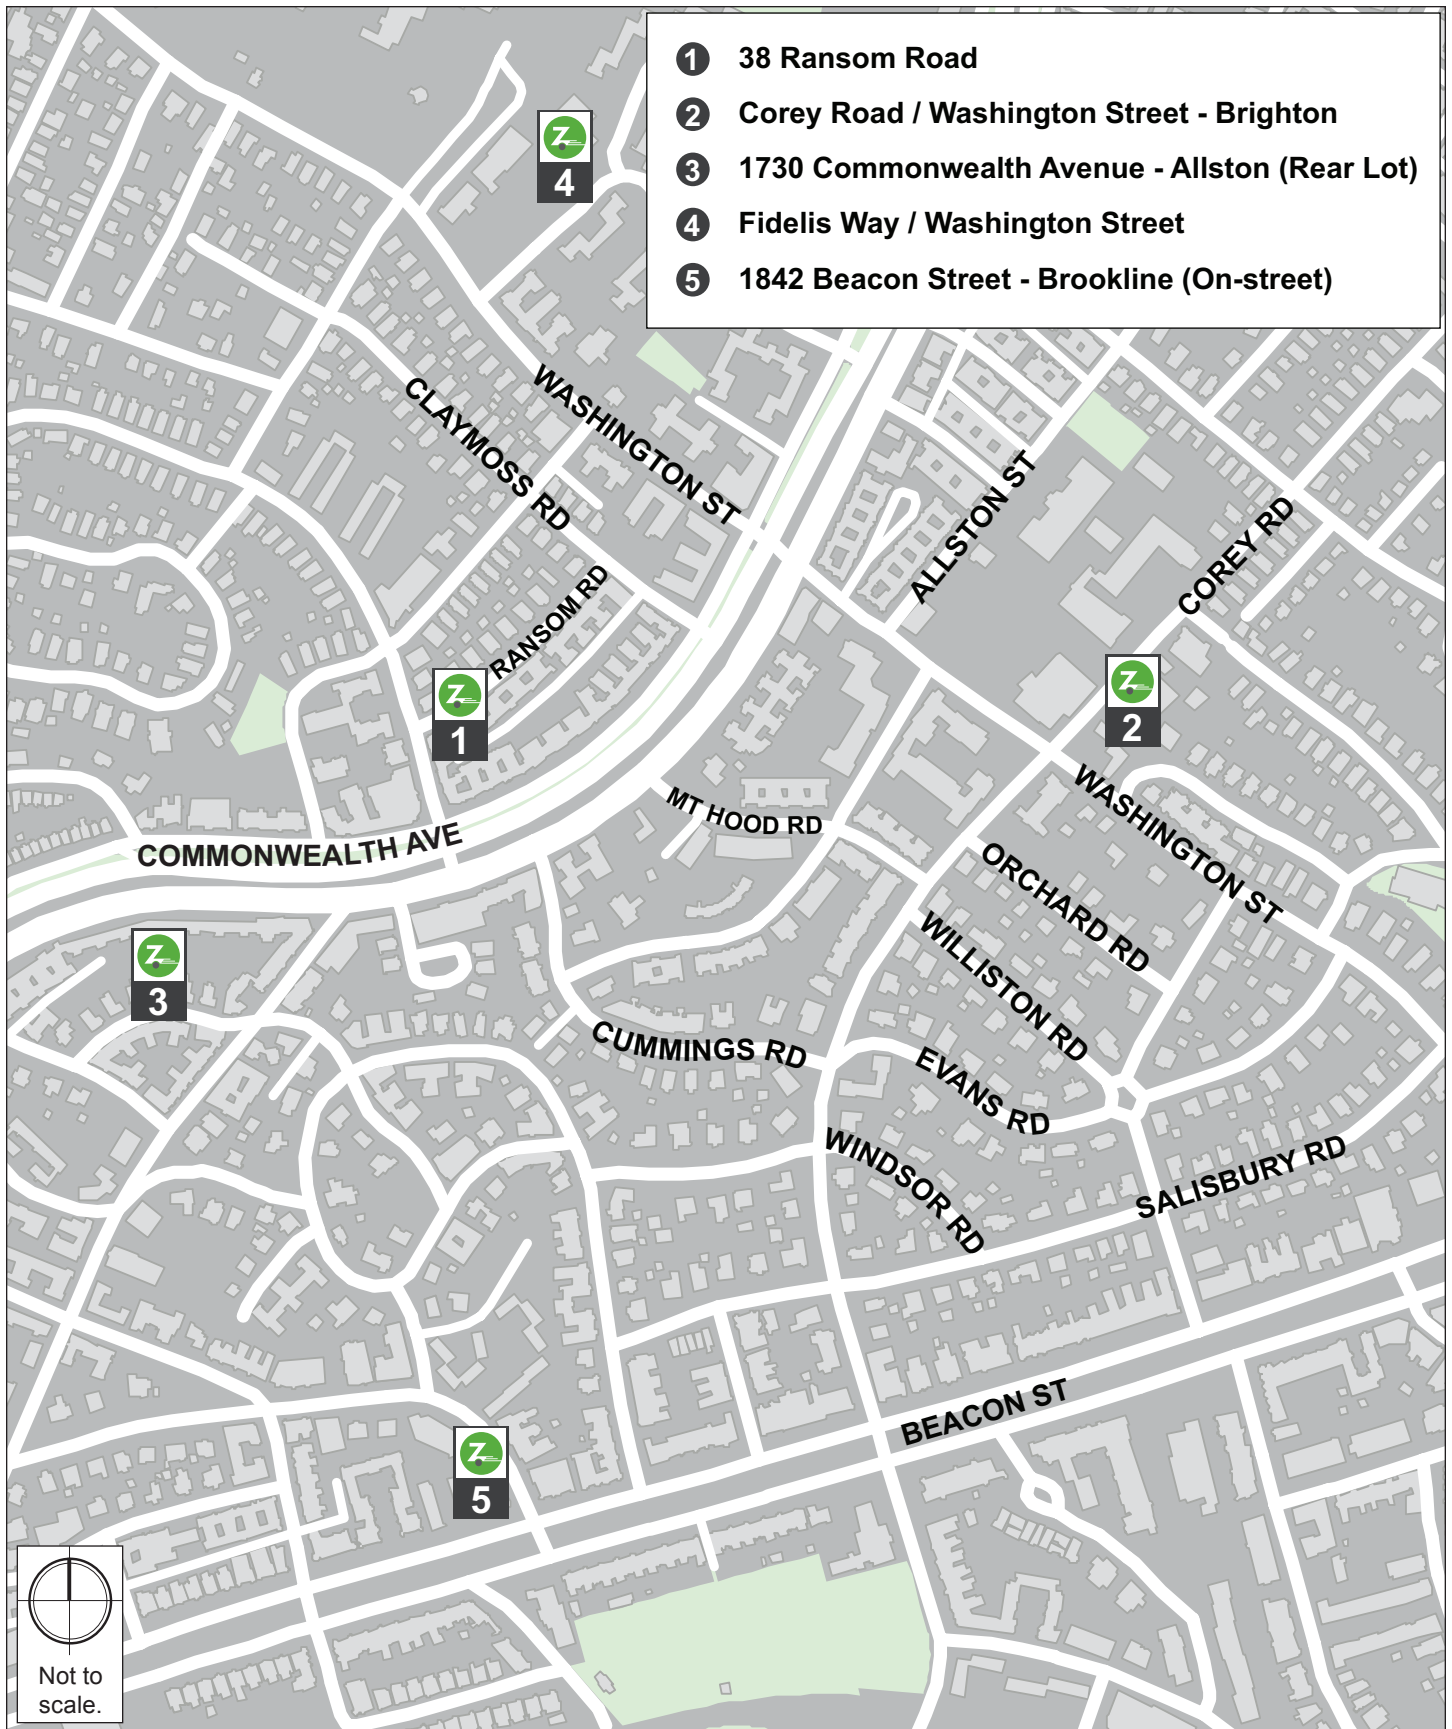 1 38 Ransom Road
2 Corey Road / Washington Street - Brighton
3 1730 Commonwealth Avenue - Allston (Rear Lot)
4 Fidelis Way / Washington Street
5 1842 Beacon Street - Brookline (On-street)
Z
4
WASHINGTON ST
CLAYMOSS RD
ALLSTON ST
COREY RD
RANSOM RD
Z
1
Z
2
MT HOOD RD
WASHINGTON ST
COMMONWEALTH AVE
ORCHARD RD
WILLISTON RD
Z
3
CUMMINGS RD
EVANS RD
WINDSOR RD
SALISBURY RD
BEACON ST
Z
5
Not to
scale.